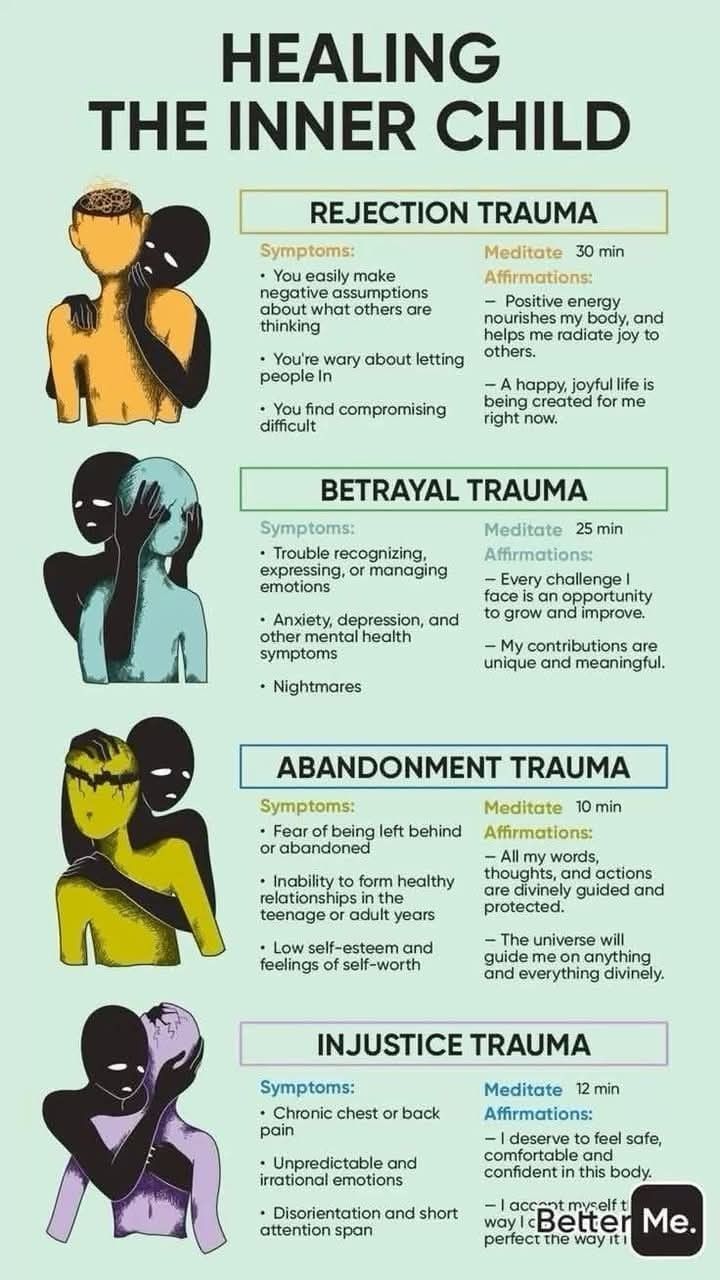 HEALING
THE INNER CHILD
REJECTION TRAUMA
Symptoms:
• You easily make
negative assumptions
about what others are
thinking
• You're wary about letting
people In
• You find compromising
difficult
Meditate 30 min
Affirmations:
— Positive energy
nourishes my body, and
helps me radiate joy to
others.
— A happy, joyful life is
being created for me
right now.
BETRAYAL TRAUMA
Symptoms:
• Trouble recognizing,
expressing, or managing
emotions
• Anxiety, depression, and
other mental health
symptoms
• Nightmares
Meditate 25 min
Affirmations:
— Every challenge I
face is an opportunity
to grow and improve.
— My contributions are
unique and meaningful.
ABANDONMENT TRAUMA
Symptoms:
• Fear of being left behind
or abandoned
• Inability to form healthy
relationships in the
teenage or adult years
• Low self-esteem and
feelings of self-worth
Meditate 10 min
Affirmations:
— All my words,
thoughts, and actions
are divinely guided and
protected.
— The universe will
guide me on anything
and everything divinely.
INJUSTICE TRAUMA
Symptoms:
• Chronic chest or back
pain
• Unpredictable and
irrational emotions
• Disorientation and short
attention span
Meditate 12 min
Affirmations:
— I deserve to feel safe,
comfortable and
confident in this body.
— I accept myself
way I
perfect the way it
BetterMe.